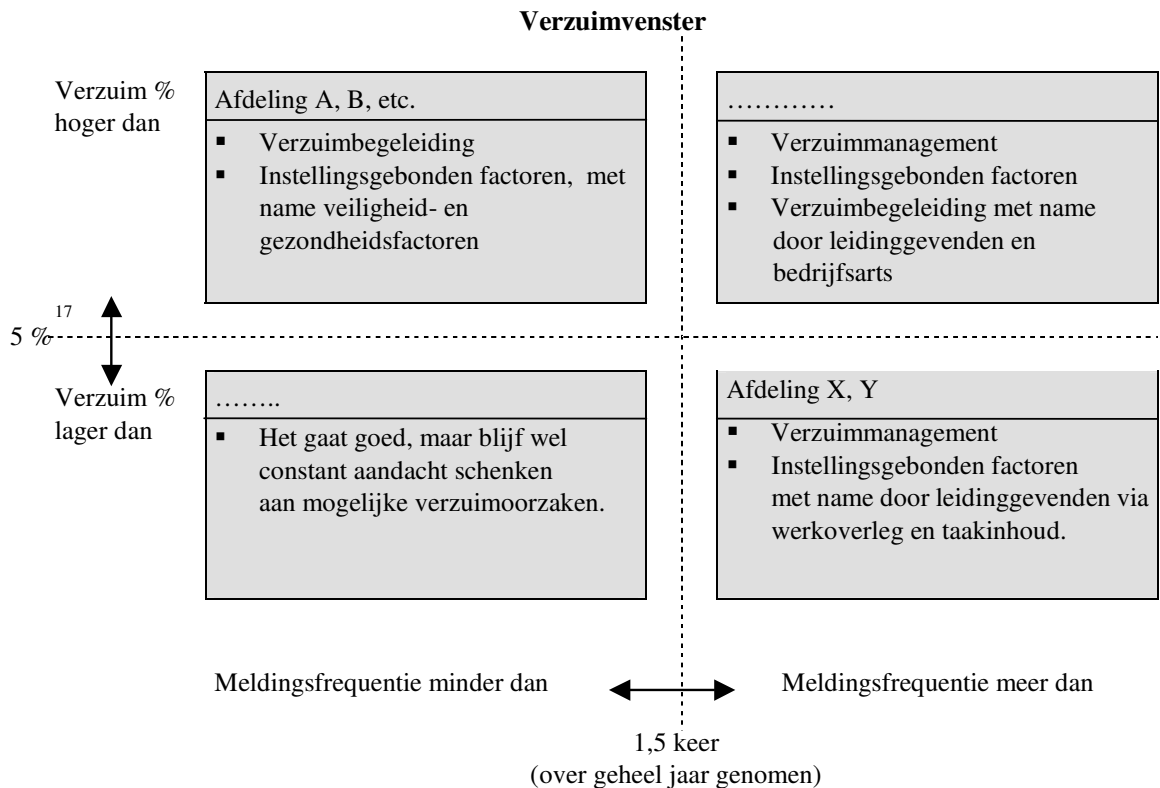 Verzuimvenster
Verzuim %
hoger dan
Afdeling A, B, etc.
▪ Verzuimbegeleiding
▪ Instellingsgebonden factoren, met
name veiligheid- en
gezondheidsfactoren
…………
▪ Verzuimmanagement
▪ Instellingsgebonden factoren
▪ Verzuimbegeleiding met name
door leidinggevenden en
bedrijfsarts
5 % 17
Verzuim %
lager dan
……..
▪ Het gaat goed, maar blijf wel
constant aandacht schenken
aan mogelijke verzuimoorzaken.
Afdeling X, Y
▪ Verzuimmanagement
▪ Instellingsgebonden factoren
met name door leidinggevenden via
werkoverleg en taakinhoud.
Meldingsfrequentie minder dan
Meldingsfrequentie meer dan
1,5 keer
(over geheel jaar genomen)